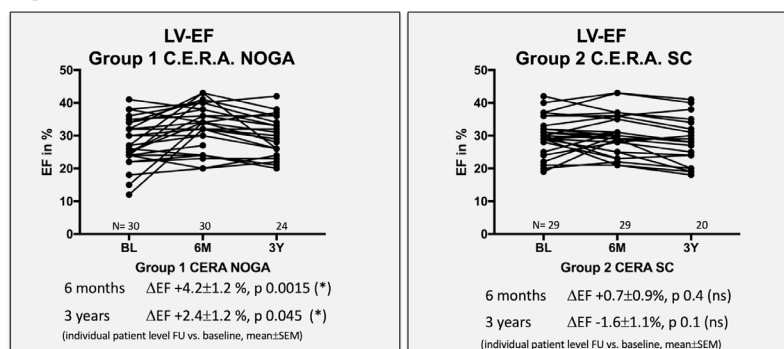 LV-EF
Group 1 C.E.R.A. NOGA
50
40
30
20
10
0
EF in %
N= 30
30
24
BL
6M
3Y
Group 1 CERA NOGA
6 months ΔEF +4.2±1.2 %, p 0.0015 (*)
3 years ΔEF +2.4±1.2 %, p 0.045 (*)
(individual patient level FU vs. baseline, mean±SEM)
LV-EF
Group 2 C.E.R.A. SC
50
40
30
20
10
0
EF in %
N= 29
29
20
BL
6M
3Y
Group 2 CERA SC
6 months ΔEF +0.7±0.9%, p 0.4 (ns)
3 years ΔEF -1.6±1.1%, p 0.1 (ns)
(individual patient level FU vs. baseline, mean±SEM)